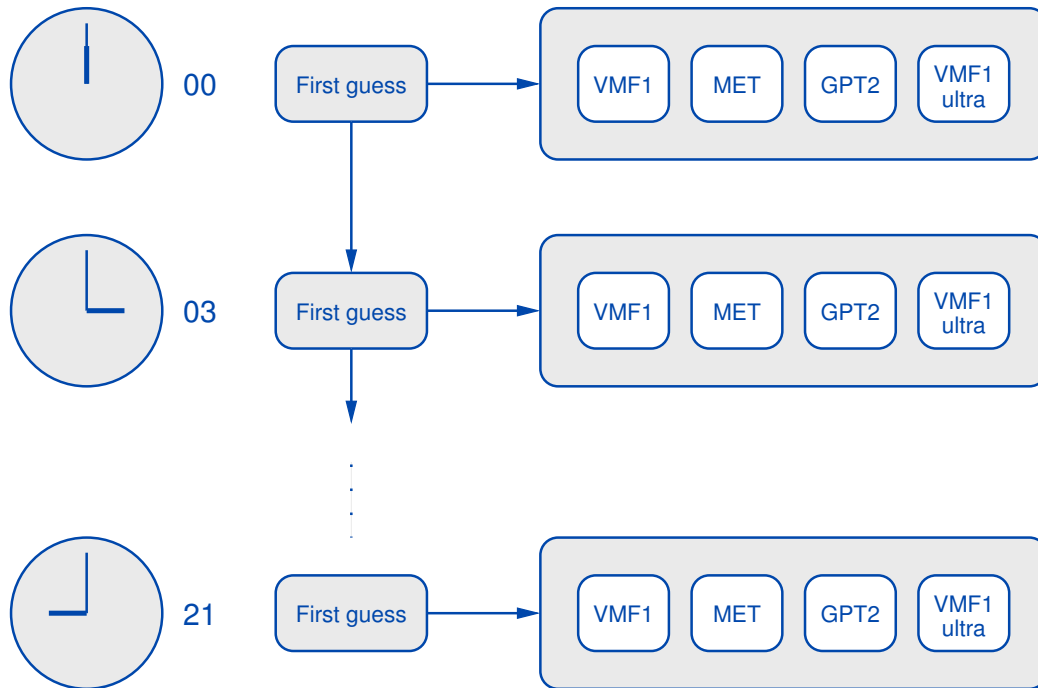 00
First guess
VMF1
MET
GPT2
VMF1
ultra
03
First guess
VMF1
MET
GPT2
VMF1
ultra
21
First guess
VMF1
MET
GPT2
VMF1
ultra